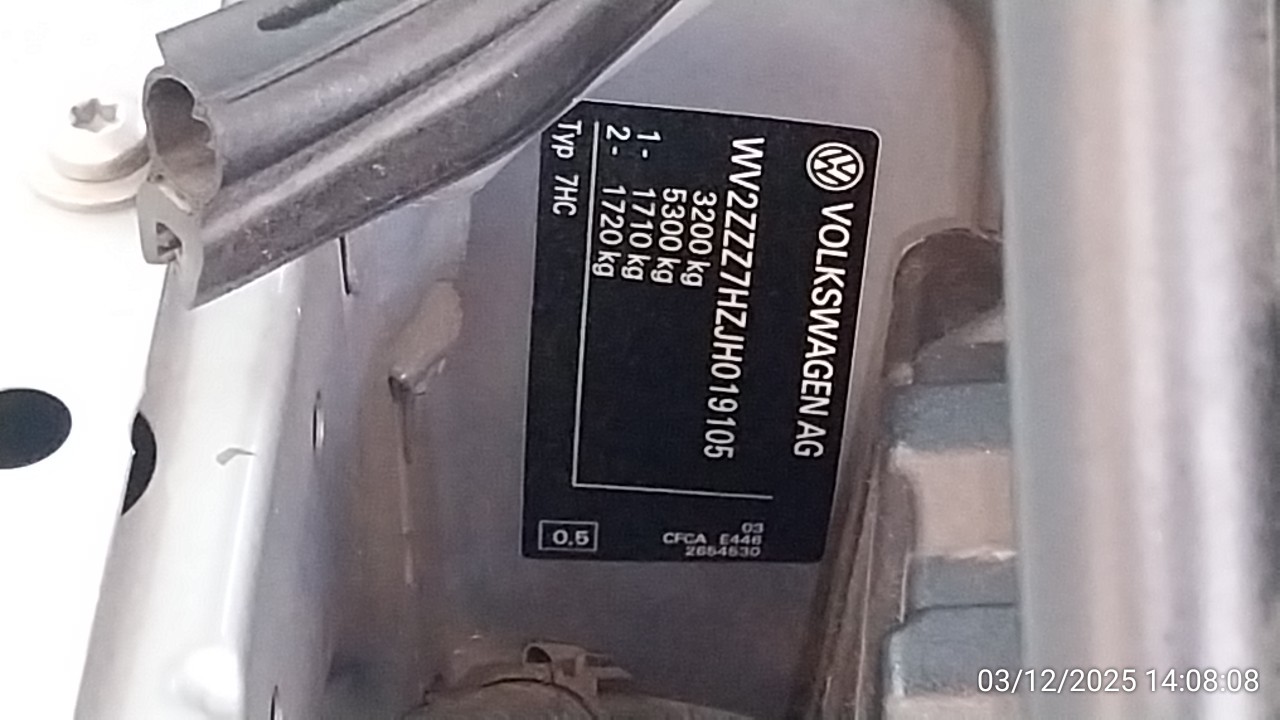 VOLKSWAGEN AG
WV2ZZZ7HZJH019105
3200 kg
5300 kg
1- 1710 kg
2- 1720 kg
Typ 7HC
03
CFCA E446
2654530
0.5
03/12/2025 14:08:08